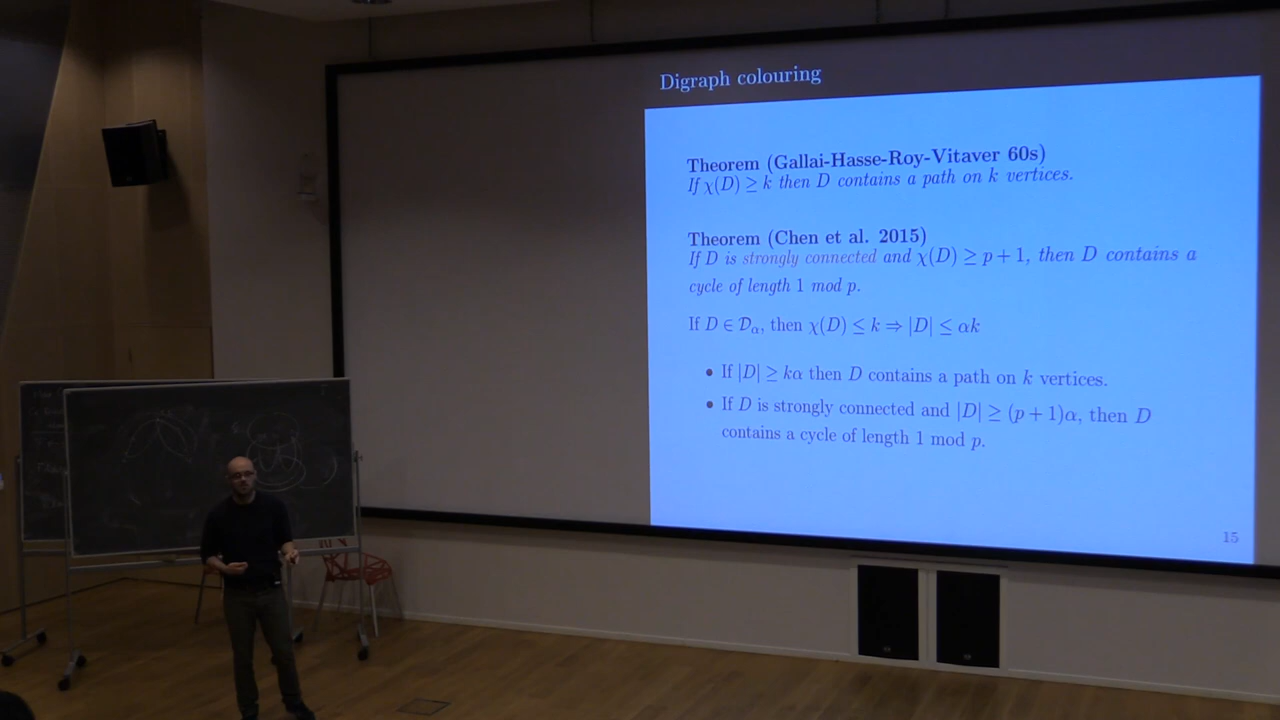 Digraph colouring
Theorem (Gallai-Hasse-Roy-Vitaver 60s)
If χ(D) ≥ k then D contains a path on k vertices.
Theorem (Chen et al. 2015)
If D is strongly connected and χ(D) ≥ p + 1, then D contains a
cycle of length 1 mod p.
If D ∈ 𝒟α, then χ(D) ≤ k ⇒ |D| ≤ αk
• If |D| ≥ kα then D contains a path on k vertices.
• If D is strongly connected and |D| ≥ (p + 1)α, then D
contains a cycle of length 1 mod p.
15